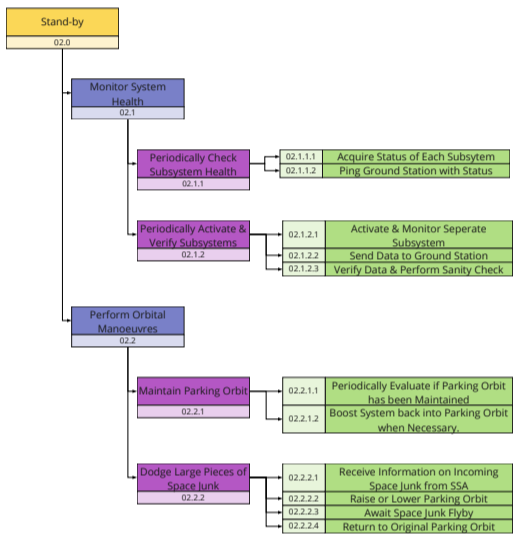 Stand-by
02.0
Monitor System
Health
02.1
Periodically Check
Subsystem Health
02.1.1
02.1.1.1 Acquire Status of Each Subsytem
02.1.1.2 Ping Ground Station with Status
Periodically Activate &
Verify Subsystems
02.1.2
02.1.2.1 Activate & Monitor Seperate
Subsystem
02.1.2.2 Send Data to Ground Station
02.1.2.3 Verify Data & Perform Sanity Check
Perform Orbital
Manoeuvres
02.2
Maintain Parking Orbit
02.2.1
02.2.1.1 Periodically Evaluate if Parking Orbit
has been Maintained
02.2.1.2 Boost System back into Parking Orbit
when Necessary.
Dodge Large Pieces of
Space Junk
02.2.2
02.2.2.1 Receive Information on Incoming
Space Junk from SSA
02.2.2.2 Raise or Lower Parking Orbit
02.2.2.3 Await Space Junk Flyby
02.2.2.4 Return to Original Parking Orbit